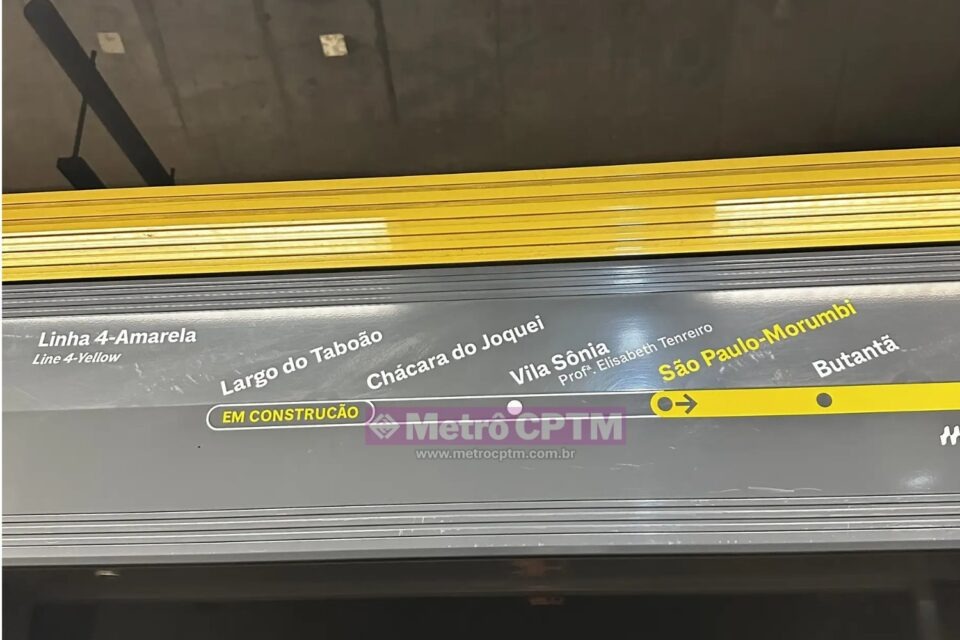 Linha 4-Amarela
Line 4-Yellow
Largo do Taboão
Chácara do Joquei
Vila Sônia
Profª. Elisabeth Tenreiro
São Paulo-Morumbi
Butantã
EM CONSTRUCÃO
Metrô CPTM
www.metrocptm.com.br